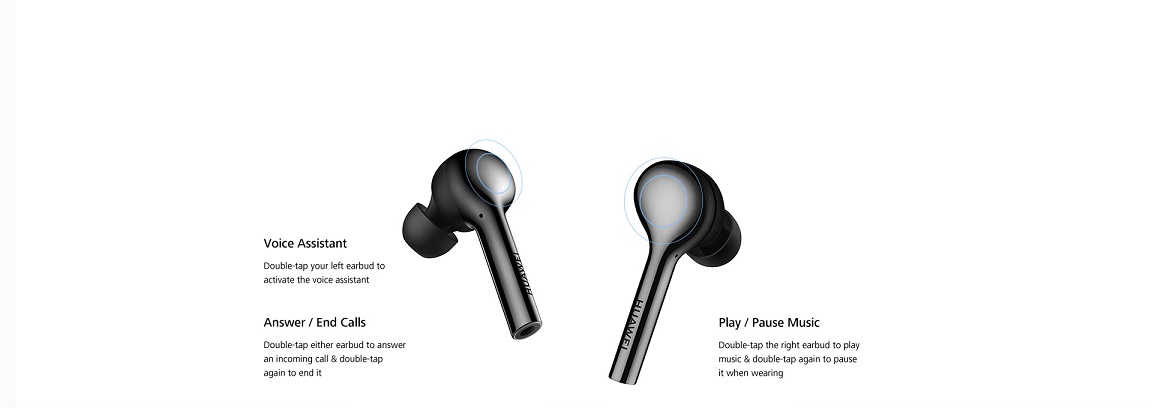 Voice Assistant
Double-tap your left earbud to
activate the voice assistant
Answer / End Calls
Double-tap either earbud to answer
an incoming call & double-tap
again to end it
HUAWEI
HUAWEI
Play / Pause Music
Double-tap the right earbud to play
music & double-tap again to pause
it when wearing